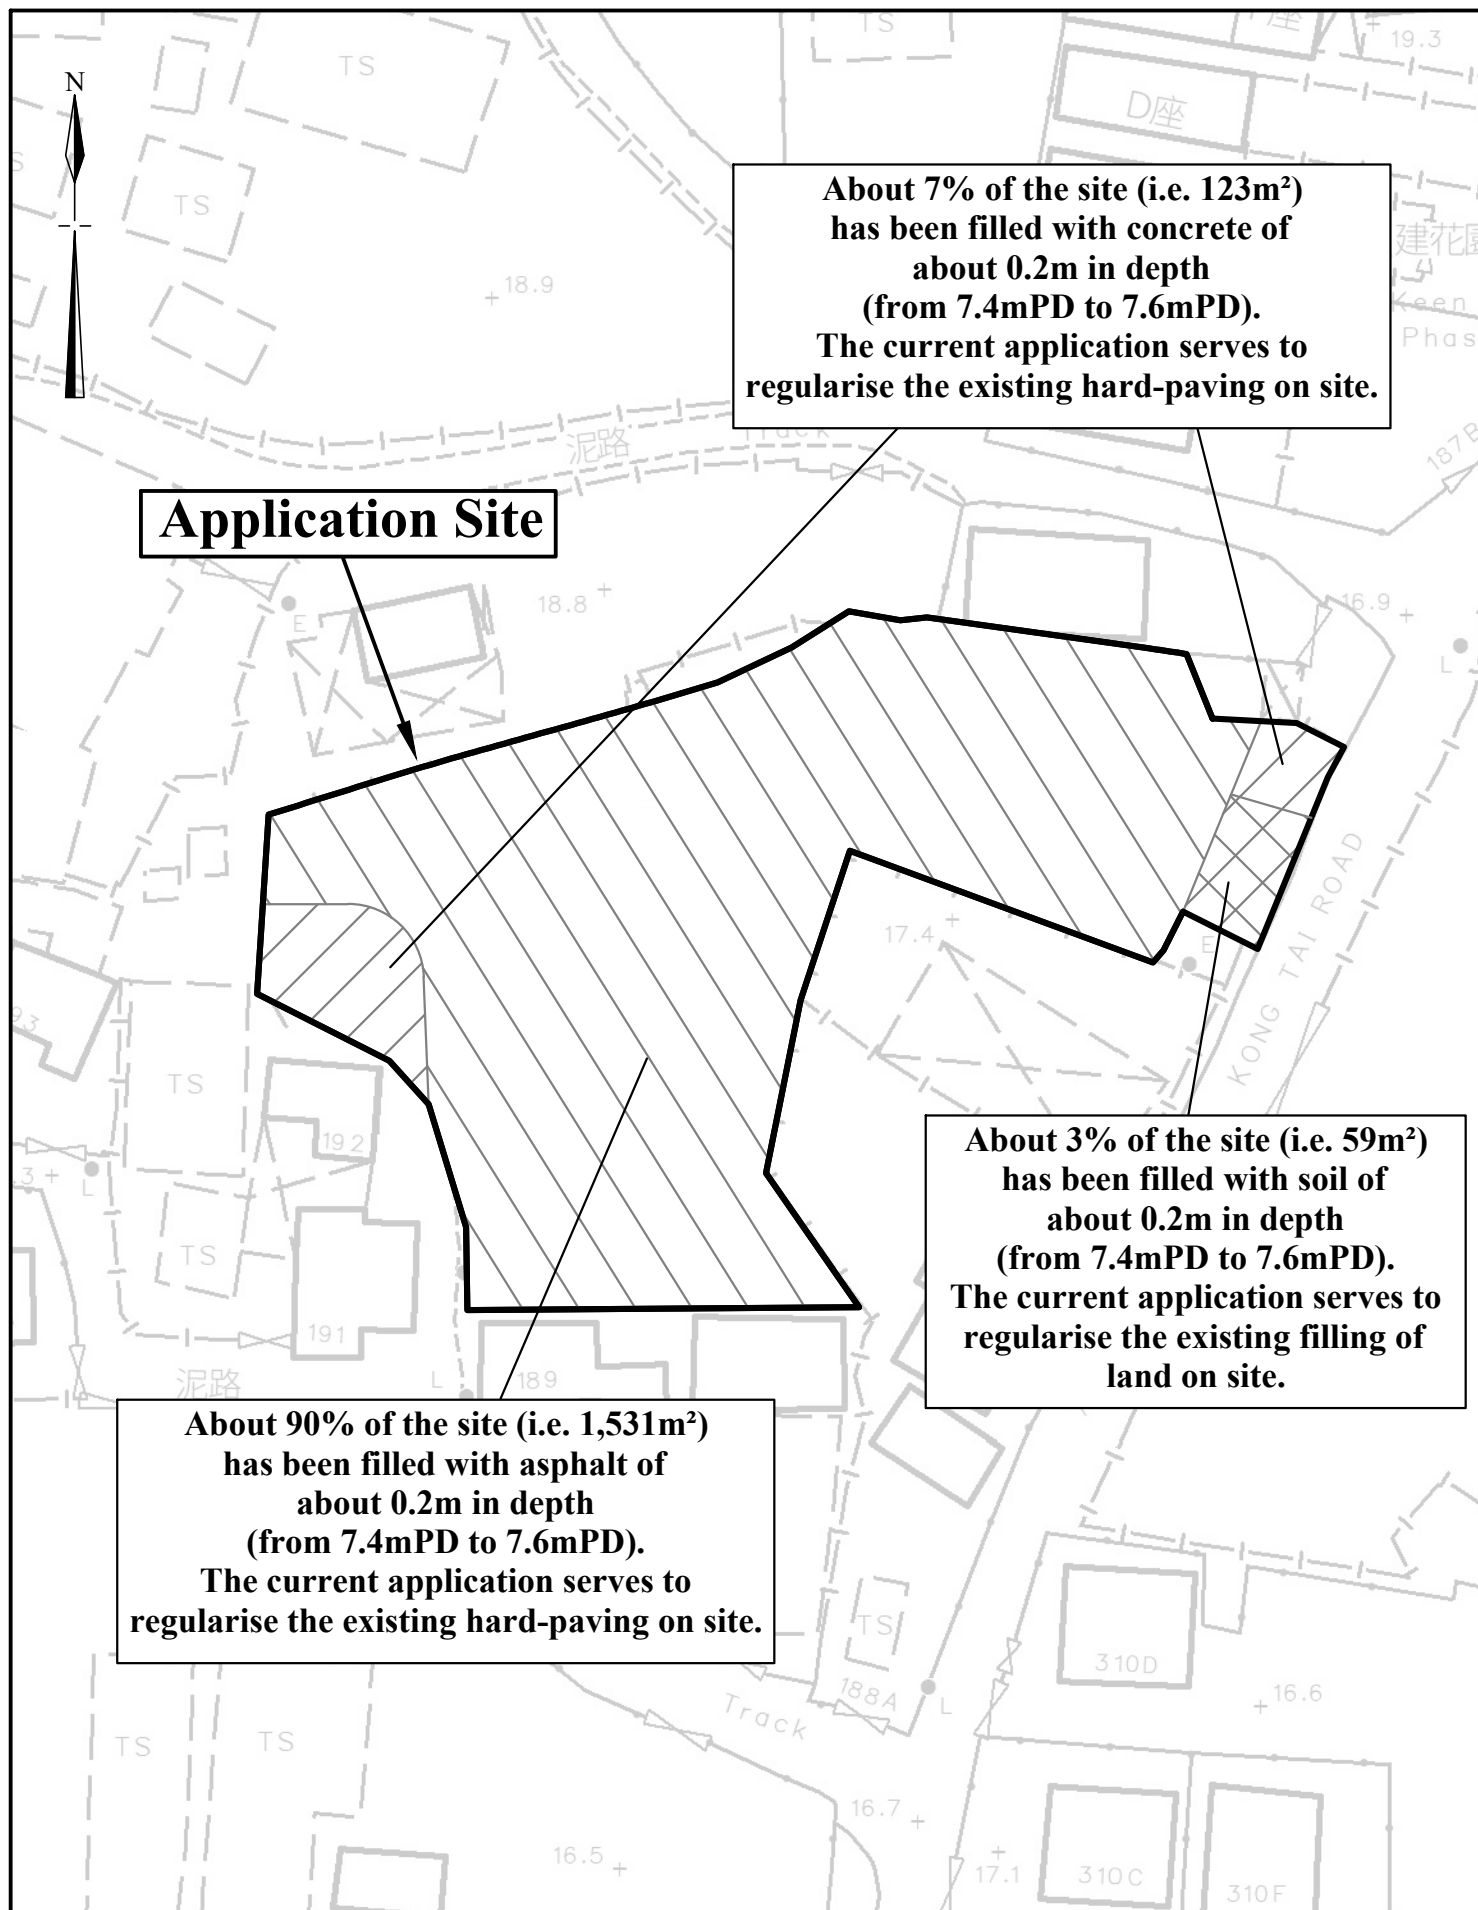 TS
TS
座
19.3
D座
N
TS
TS
S
About 7% of the site (i.e. 123m²)
has been filled with concrete of
about 0.2m in depth
(from 7.4mPD to 7.6mPD).
The current application serves to
regularise the existing hard-paving on site.
建花園
Keen
Phas
18.9
泥路
Track
187B
Application Site
18.8
E
16.9
L
17.4
E
KONG TAI ROAD
93
TS
192
.3
L
TS
191
泥路
L
189
About 3% of the site (i.e. 59m²)
has been filled with soil of
about 0.2m in depth
(from 7.4mPD to 7.6mPD).
The current application serves to
regularise the existing filling of
land on site.
About 90% of the site (i.e. 1,531m²)
has been filled with asphalt of
about 0.2m in depth
(from 7.4mPD to 7.6mPD).
The current application serves to
regularise the existing hard-paving on site.
TS
310D
188A
L
16.6
Track
TS
TS
16.7
16.5
17.1
310C
310F